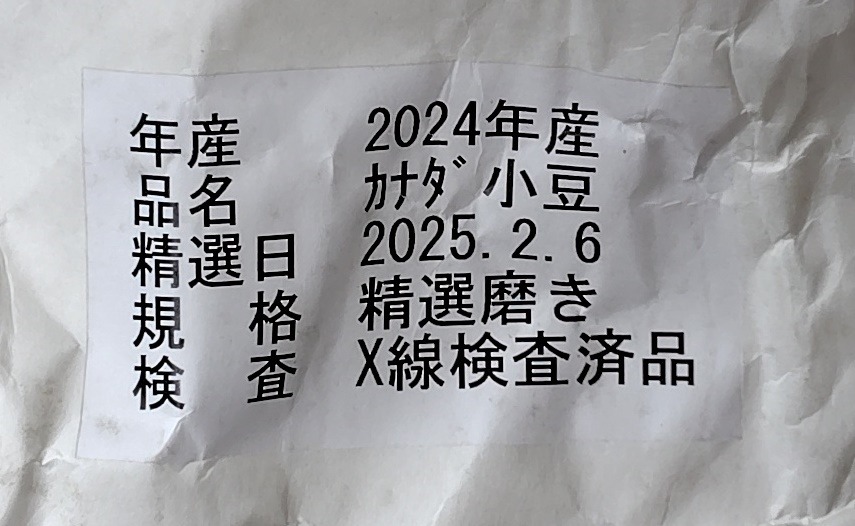 年産 2024年産
品名 ｶﾅﾀﾞ小豆
精選日 2025.2.6
規格 精選磨き
検査 X線検査済品